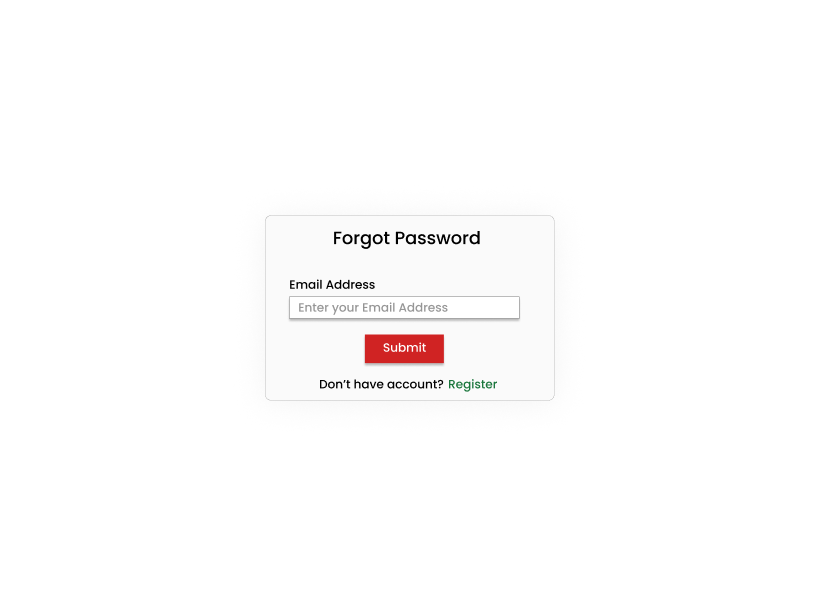 Forgot Password
Email Address
Enter your Email Address
Submit
Don’t have account? Register